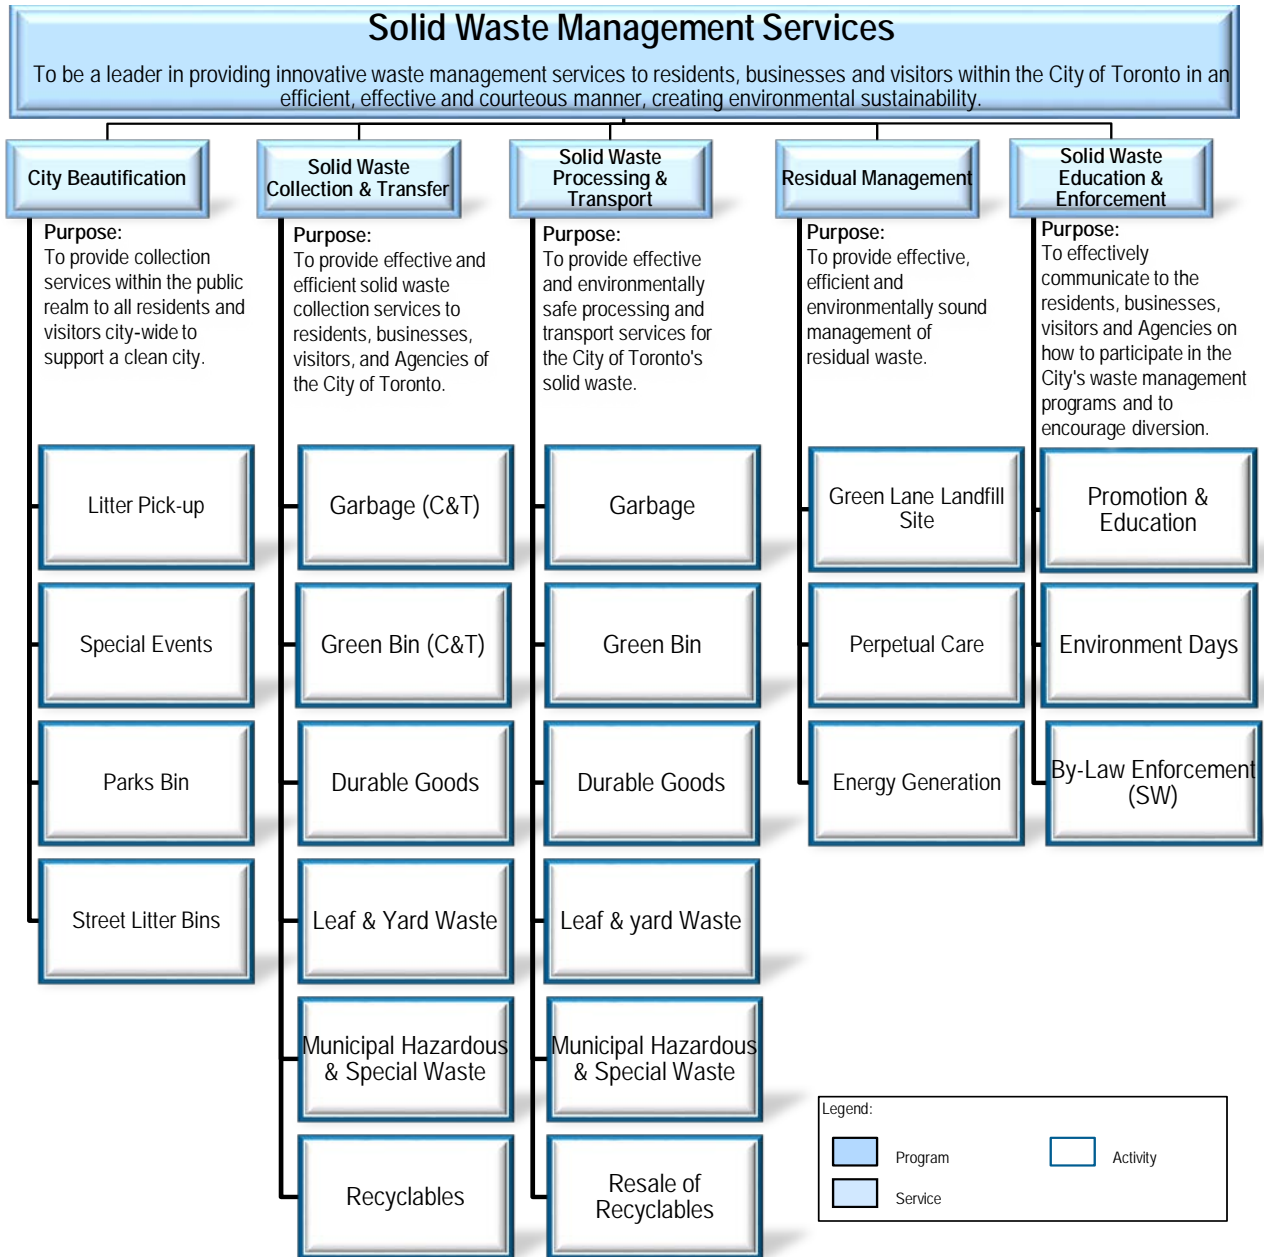 Solid Waste Management Services
To be a leader in providing innovative waste management services to residents, businesses and visitors within the City of Toronto in an
efficient, effective and courteous manner, creating environmental sustainability.
City Beautification
Purpose:
To provide collection
services within the public
realm to all residents and
visitors city-wide to
support a clean city.
Litter Pick-up
Special Events
Parks Bin
Street Litter Bins
Solid Waste
Collection & Transfer
Purpose:
To provide effective and
efficient solid waste
collection services to
residents, businesses,
visitors, and Agencies of
the City of Toronto.
Garbage (C&T)
Green Bin (C&T)
Durable Goods
Leaf & Yard Waste
Municipal Hazardous
& Special Waste
Recyclables
Solid Waste
Processing &
Transport
Purpose:
To provide effective
and environmentally
safe processing and
transport services for
the City of Toronto's
solid waste.
Garbage
Green Bin
Durable Goods
Leaf & yard Waste
Municipal Hazardous
& Special Waste
Resale of
Recyclables
Residual Management
Purpose:
To provide effective,
efficient and
environmentally sound
management of
residual waste.
Green Lane Landfill
Site
Perpetual Care
Energy Generation
Solid Waste
Education &
Enforcement
Purpose:
To effectively
communicate to the
residents, businesses,
visitors and Agencies on
how to participate in the
City's waste management
programs and to
encourage diversion.
Promotion &
Education
Environment Days
By-Law Enforcement
(SW)
Legend:
Program
Activity
Service